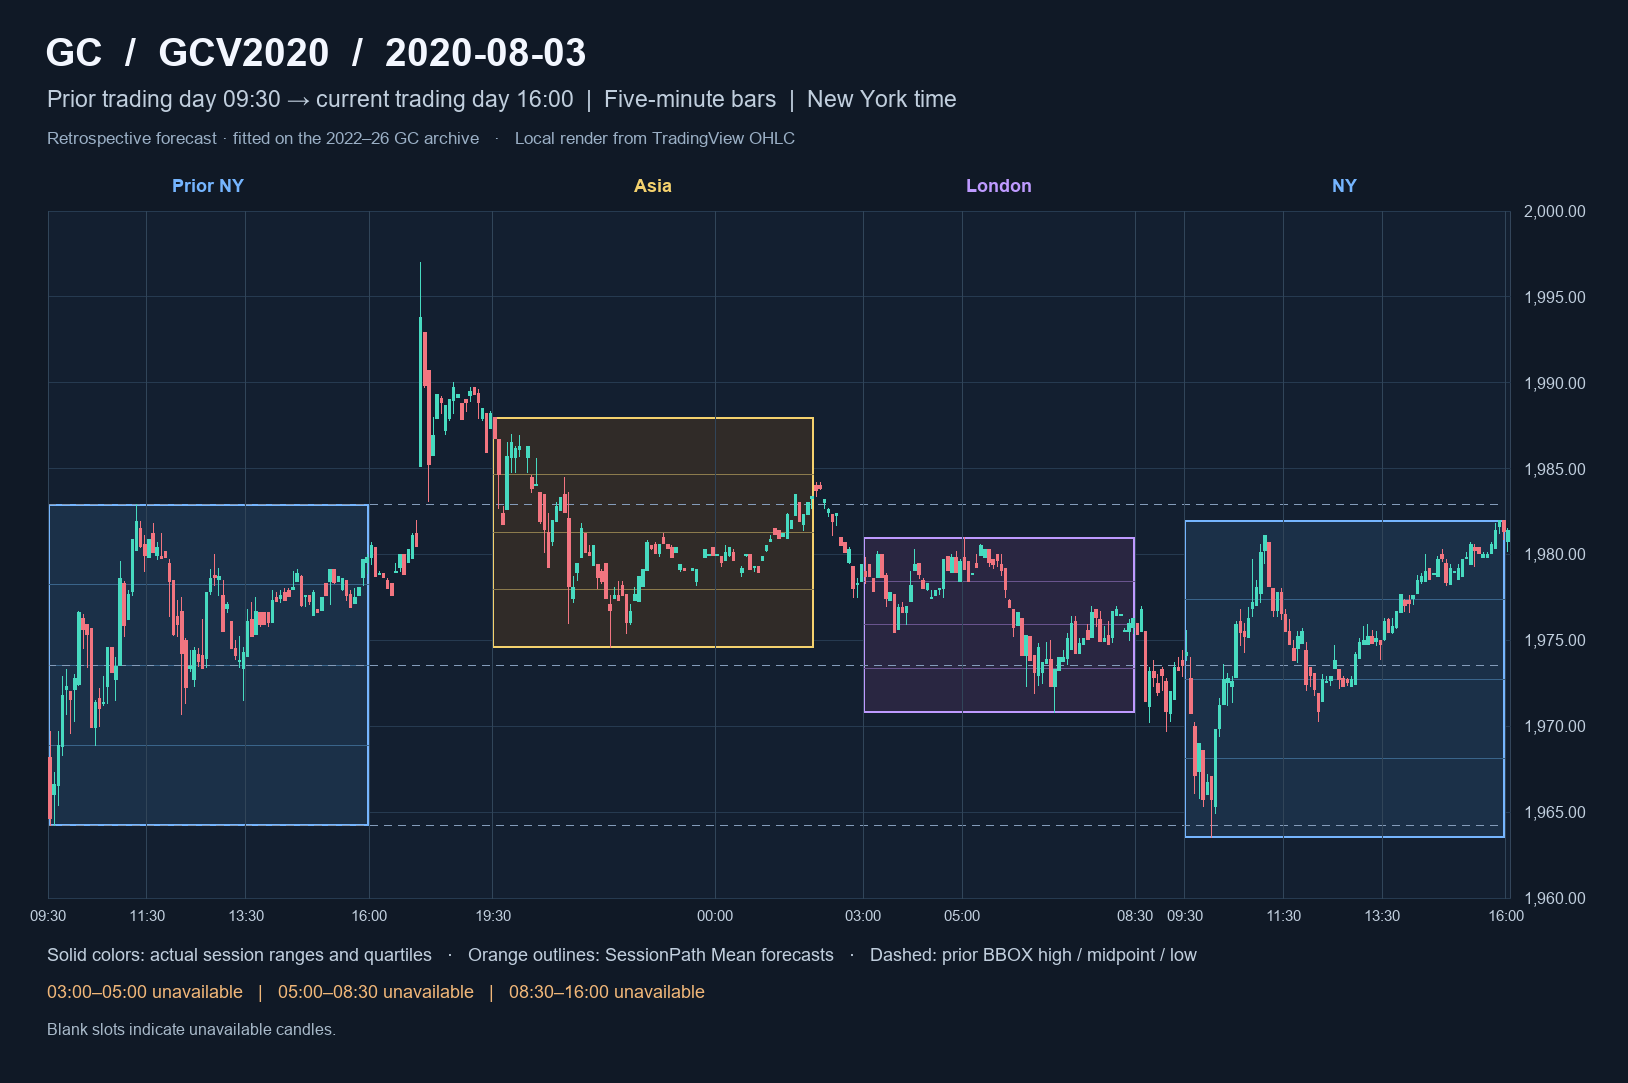 GC / GCV2020 / 2020-08-03
Prior trading day 09:30 → current trading day 16:00 | Five-minute bars | New York time
Retrospective forecast · fitted on the 2022–26 GC archive · Local render from TradingView OHLC
Prior NY Asia London NY
2,000.00
1,995.00
1,990.00
1,985.00
1,980.00
1,975.00
1,970.00
1,965.00
1,960.00
09:30 11:30 13:30 16:00 19:30 00:00 03:00 05:00 08:30 09:30 11:30 13:30 16:00
Solid colors: actual session ranges and quartiles · Orange outlines: SessionPath Mean forecasts · Dashed: prior BBOX high / midpoint / low
03:00–05:00 unavailable | 05:00–08:30 unavailable | 08:30–16:00 unavailable
Blank slots indicate unavailable candles.